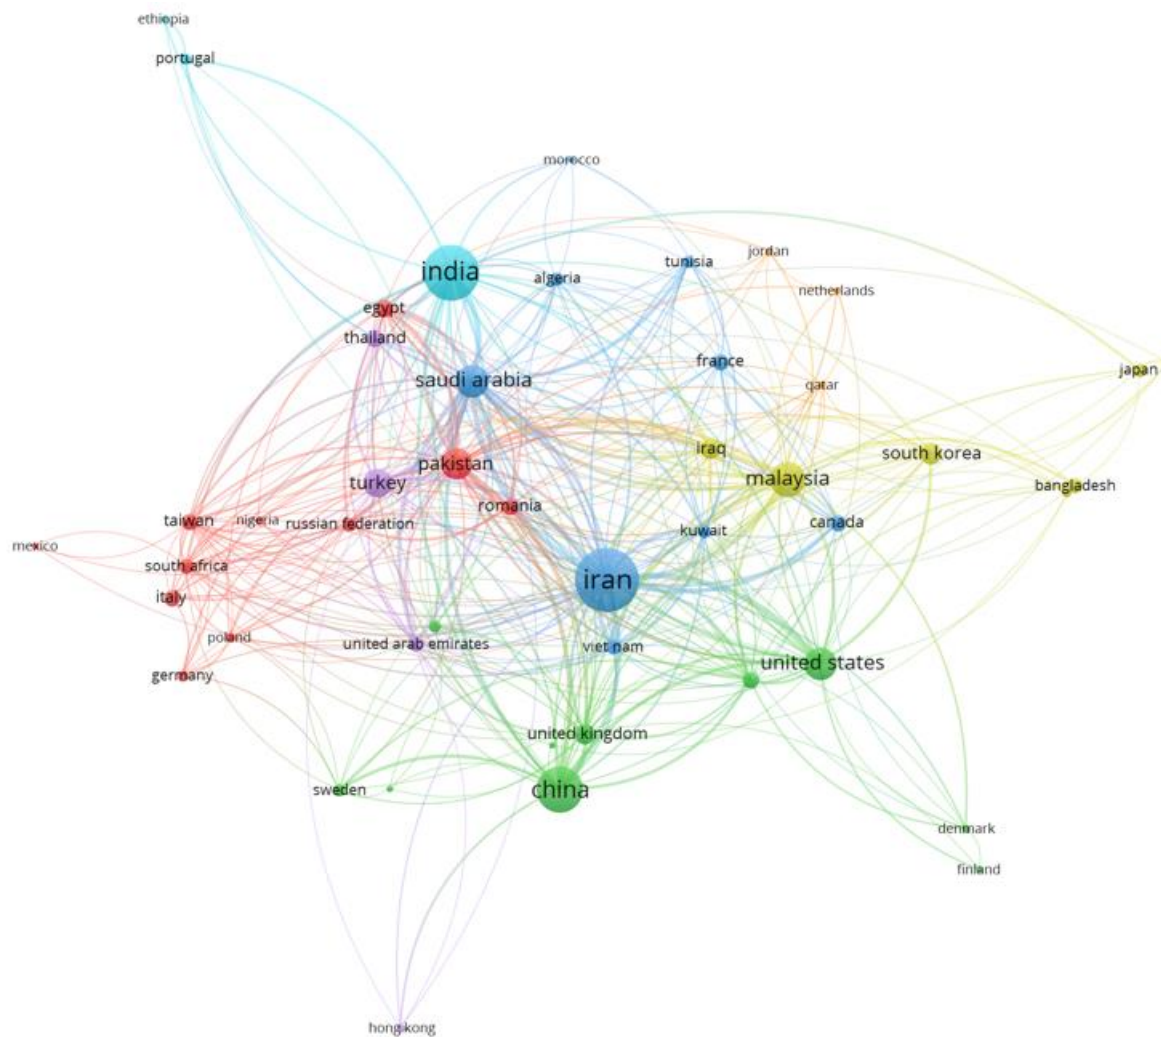 ethiopia
portugal
morocco
jordan
tunisia
india
algeria
netherlands
egypt
thailand
france
japan
saudi arabia
qatar
iraq
south korea
pakistan
malaysia
turkey
bangladesh
romania
taiwan
nigeria
russian federation
canada
kuwait
mexico
south africa
iran
italy
poland
united arab emirates
viet nam
united states
germany
united kingdom
sweden
china
denmark
finland
hong kong